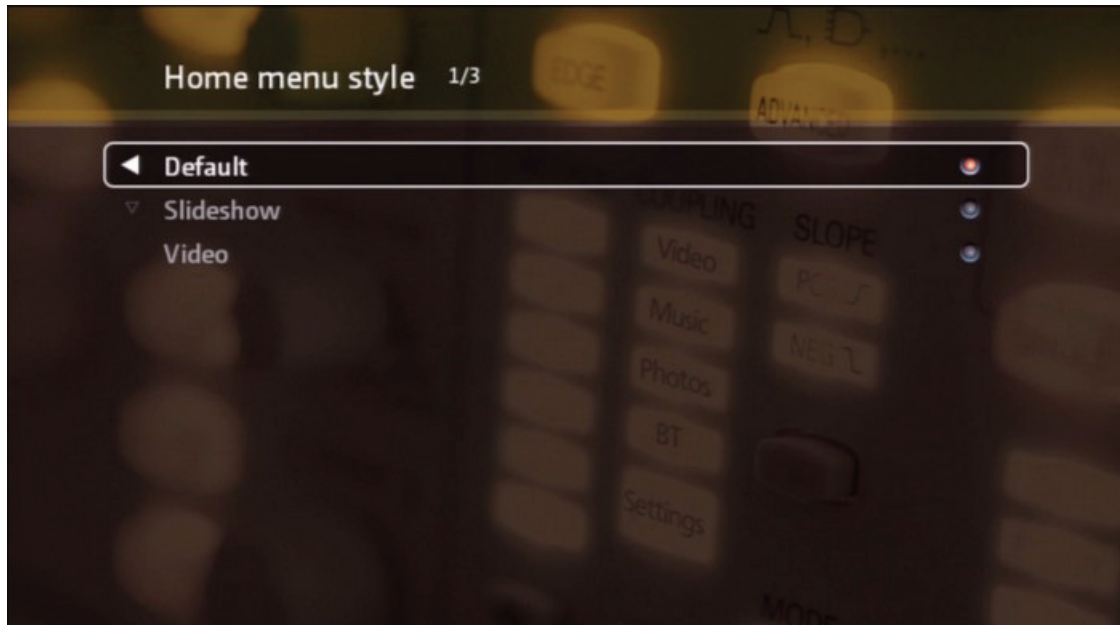 Home menu style 1/3
Default
Slideshow
Video
EDGE
ADVANCED
COUPLING
SLOPE
Video
Music
NEG
Photos
BT
Settings
MODE